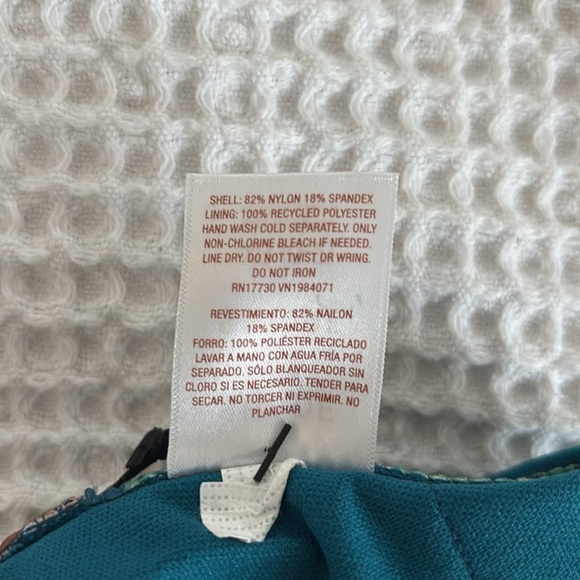 SHELL: 82% NYLON 18% SPANDEX
LINING: 100% RECYCLED POLYESTER
HAND WASH COLD SEPARATELY. ONLY
NON-CHLORINE BLEACH IF NEEDED.
LINE DRY. DO NOT TWIST OR WRING.
DO NOT IRON
RN17730 VN1984071
REVESTIMIENTO: 82% NAILON
18% SPANDEX
FORRO: 100% POLIÉSTER RECICLADO
LAVAR A MANO CON AGUA FRÍA POR
SEPARADO. SÓLO BLANQUEADOR SIN
CLORO SI ES NECESARIO. TENDER PARA
SECAR. NO TORCER NI EXPRIMIR. NO
PLANCHAR